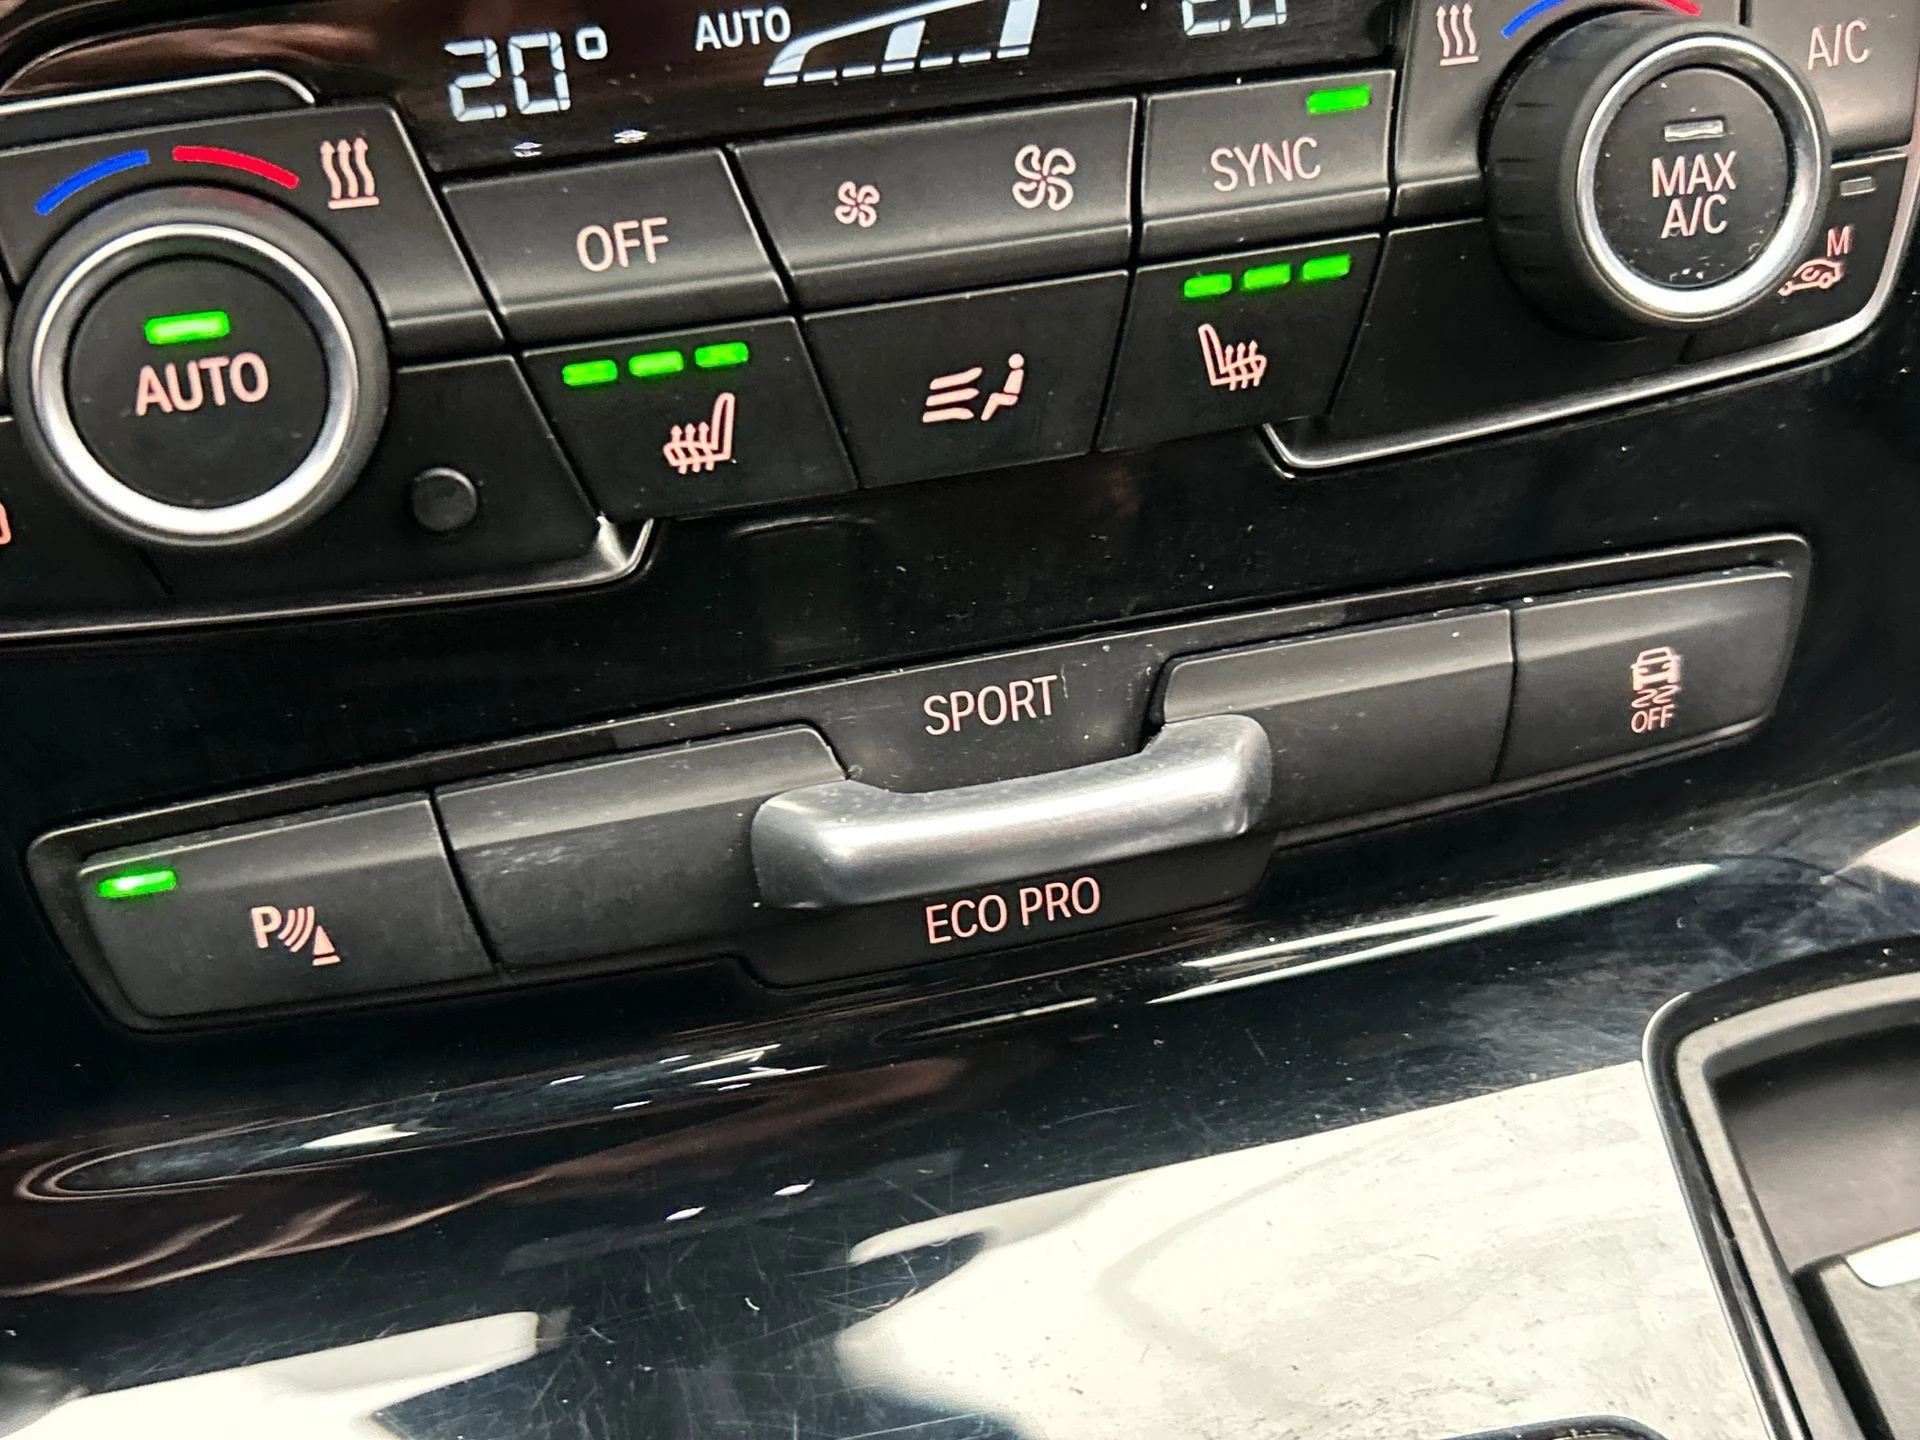 20°
AUTO
A/C
SYNC
MAX
A/C
OFF
M
AUTO
SPORT
OFF
ECO PRO
P